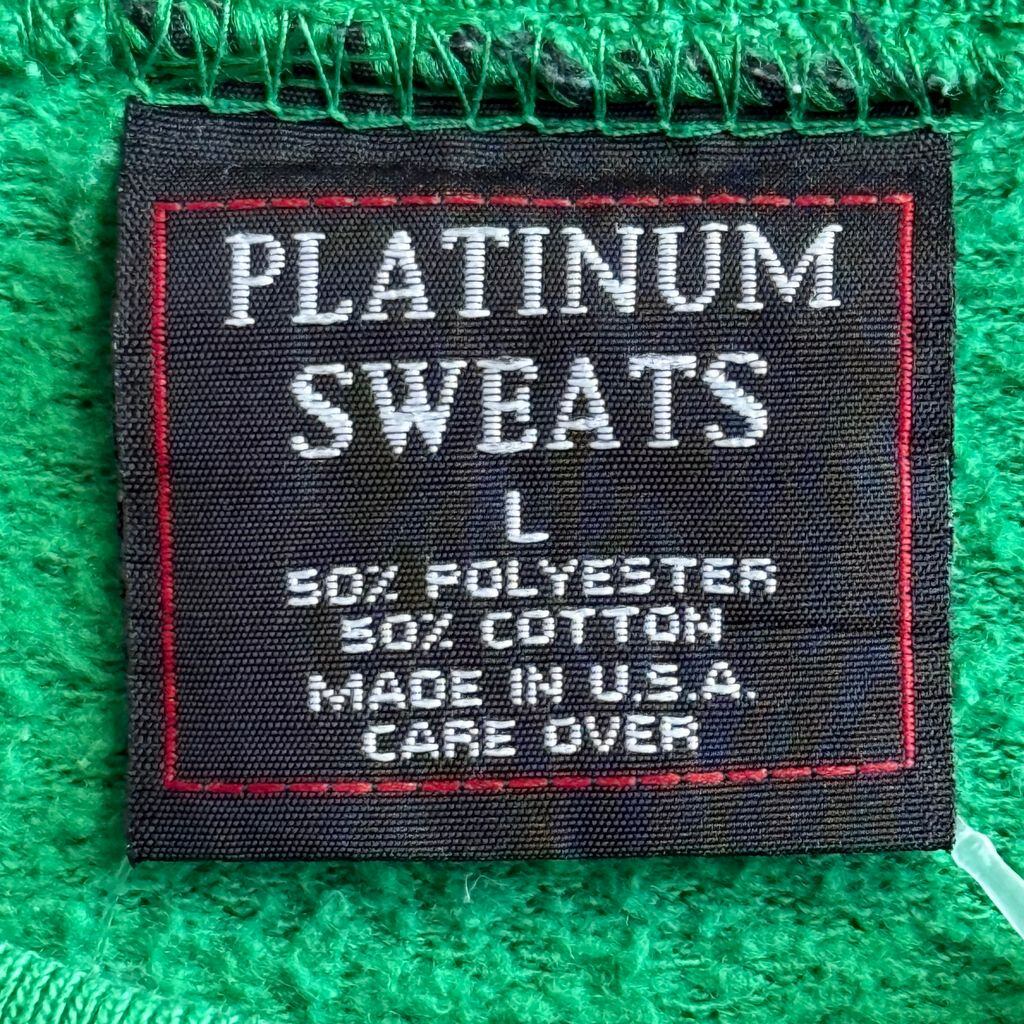 PLATINUM
SWEATS
L
50% POLYESTER
50% COTTON
MADE IN U.S.A.
CARE OVER